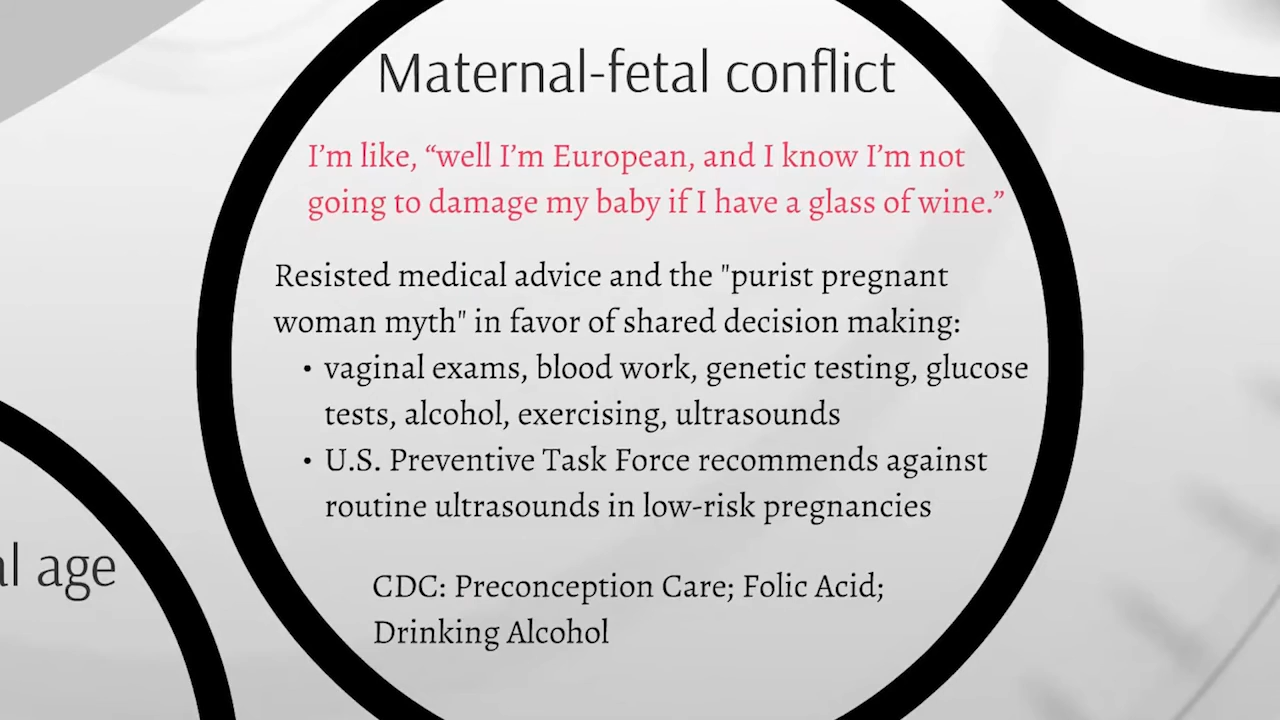 Maternal-fetal conflict
I'm like, “well I'm European, and I know I'm not
going to damage my baby if I have a glass of wine.”
Resisted medical advice and the "purist pregnant
woman myth" in favor of shared decision making:
• vaginal exams, blood work, genetic testing, glucose
tests, alcohol, exercising, ultrasounds
• U.S. Preventive Task Force recommends against
routine ultrasounds in low-risk pregnancies
CDC: Preconception Care; Folic Acid;
Drinking Alcohol
age